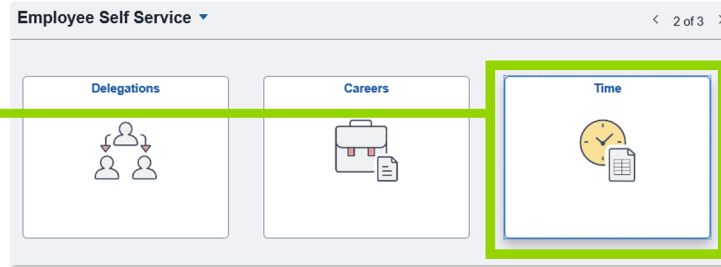 Employee Self Service
2 of 3
Delegations
Careers
Time